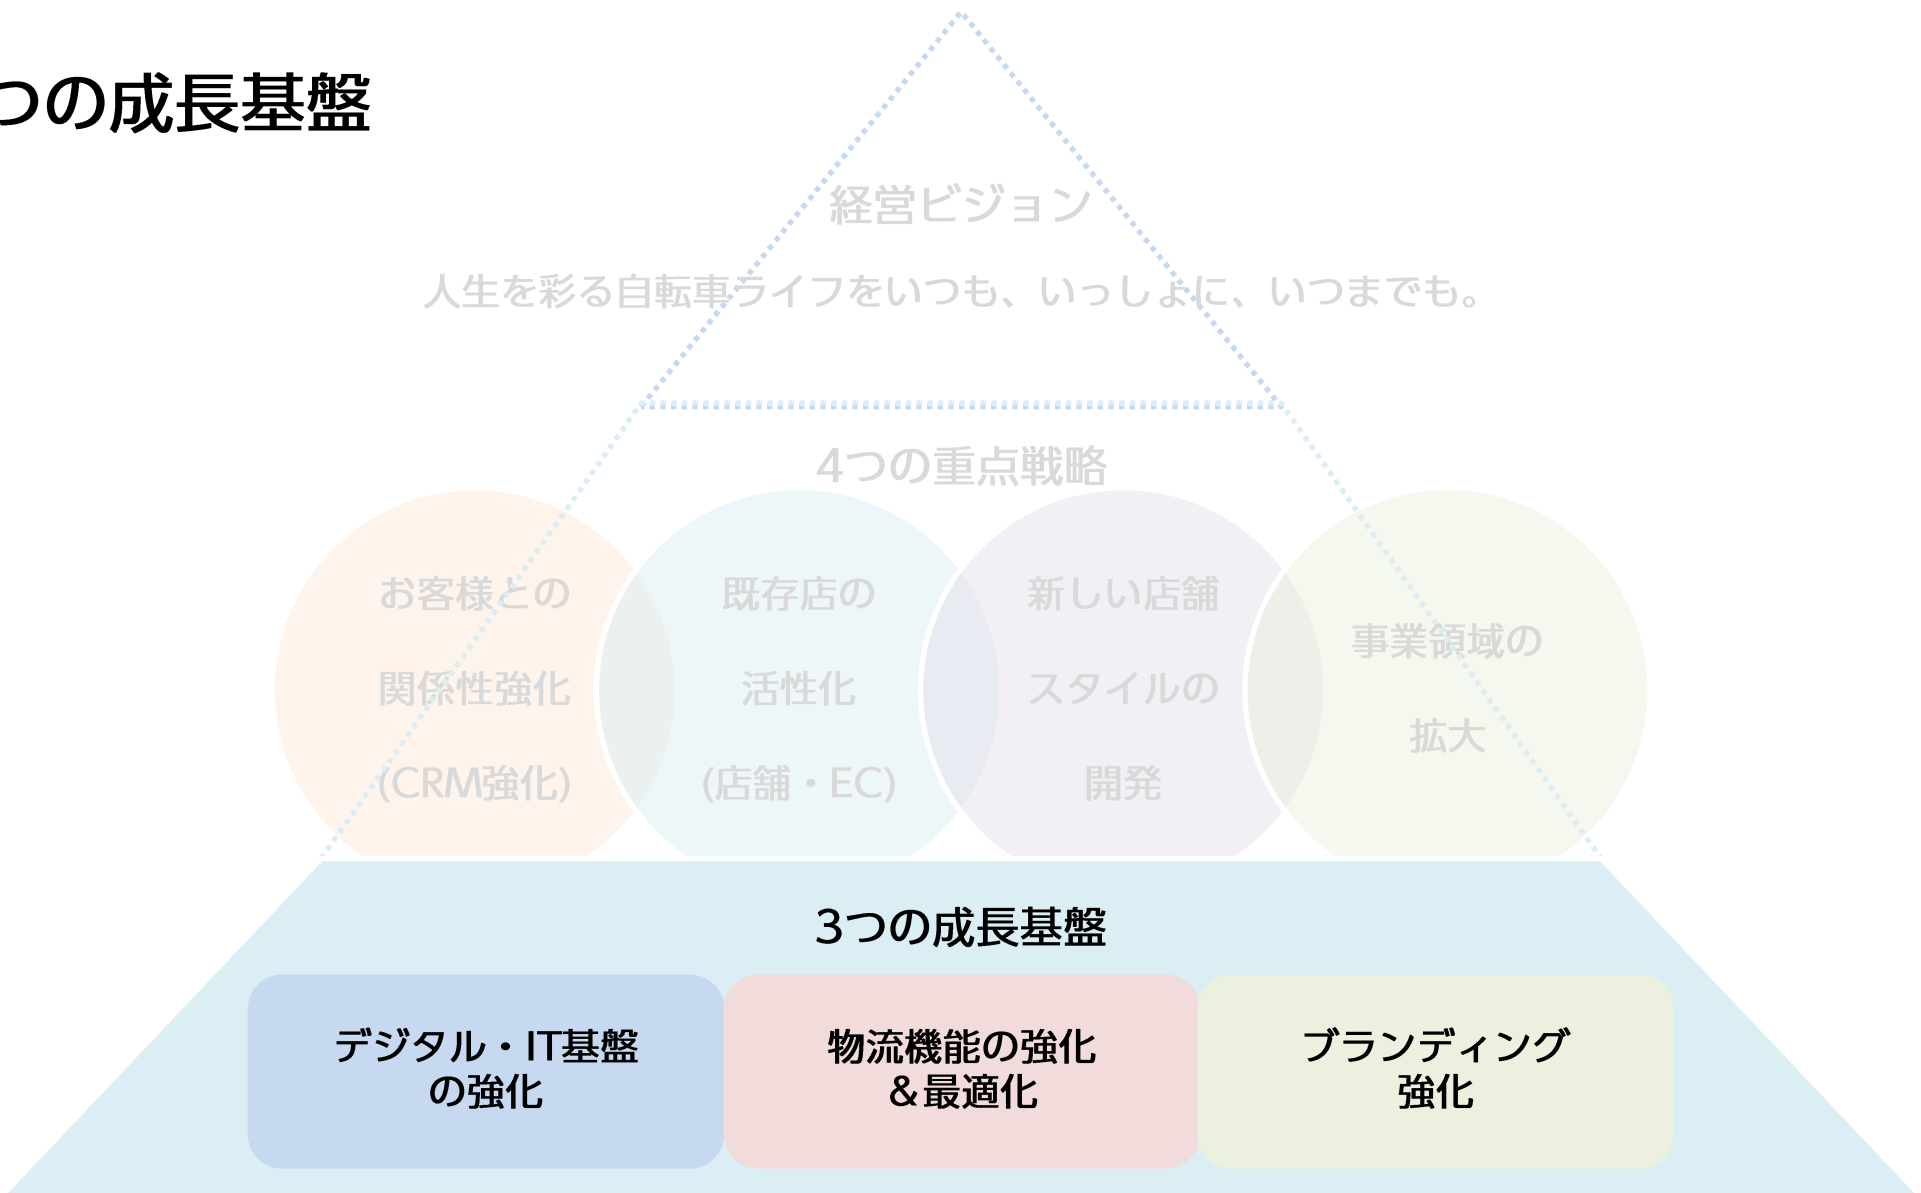 つの成長基盤
経営ビジョン
人生を彩る自転車ライフをいつも、いっしょに、いつまでも。
4つの重点戦略
お客様との
関係性強化
(CRM強化)
既存店の
活性化
(店舗・EC)
新しい店舗
スタイルの
開発
事業領域の
拡大
3つの成長基盤
デジタル・IT基盤
の強化
物流機能の強化
＆最適化
ブランディング
強化